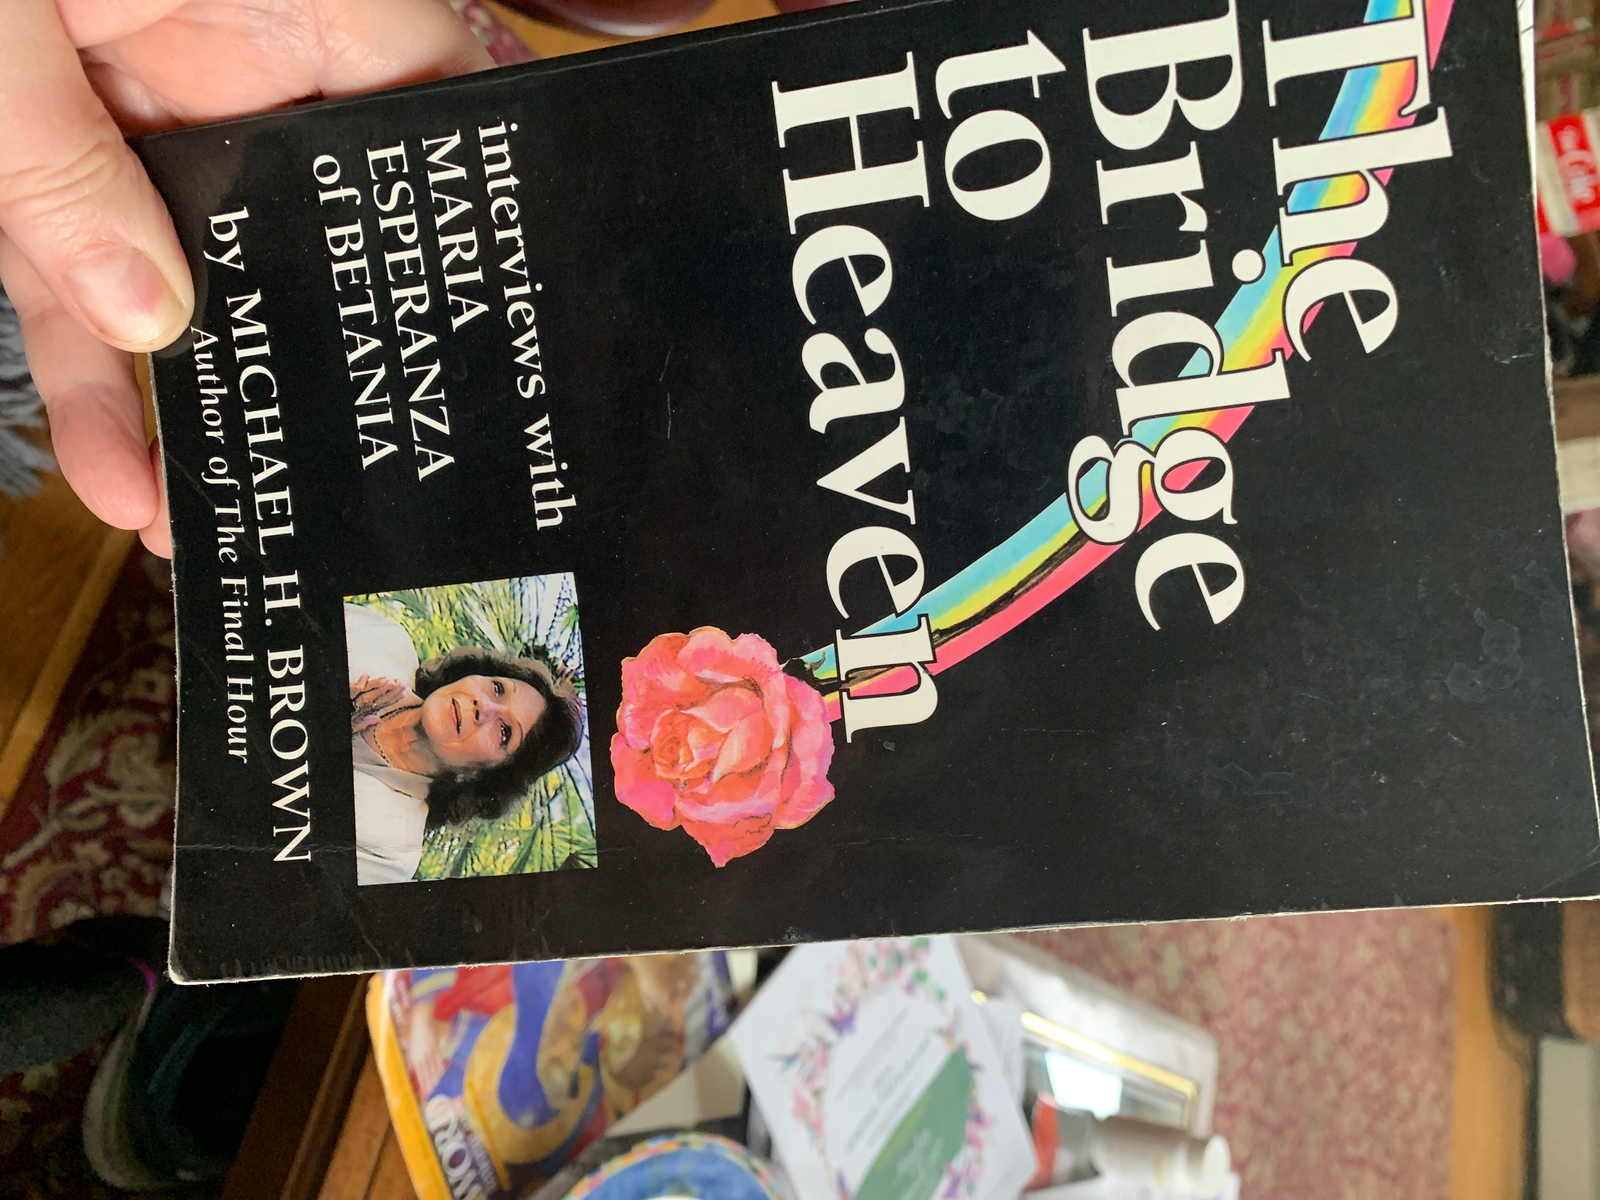 The
Bridge
to
Heaven
interviews with
MARIA
ESPERANZA
of BETANIA
by MICHAEL H. BROWN
Author of The Final Hour